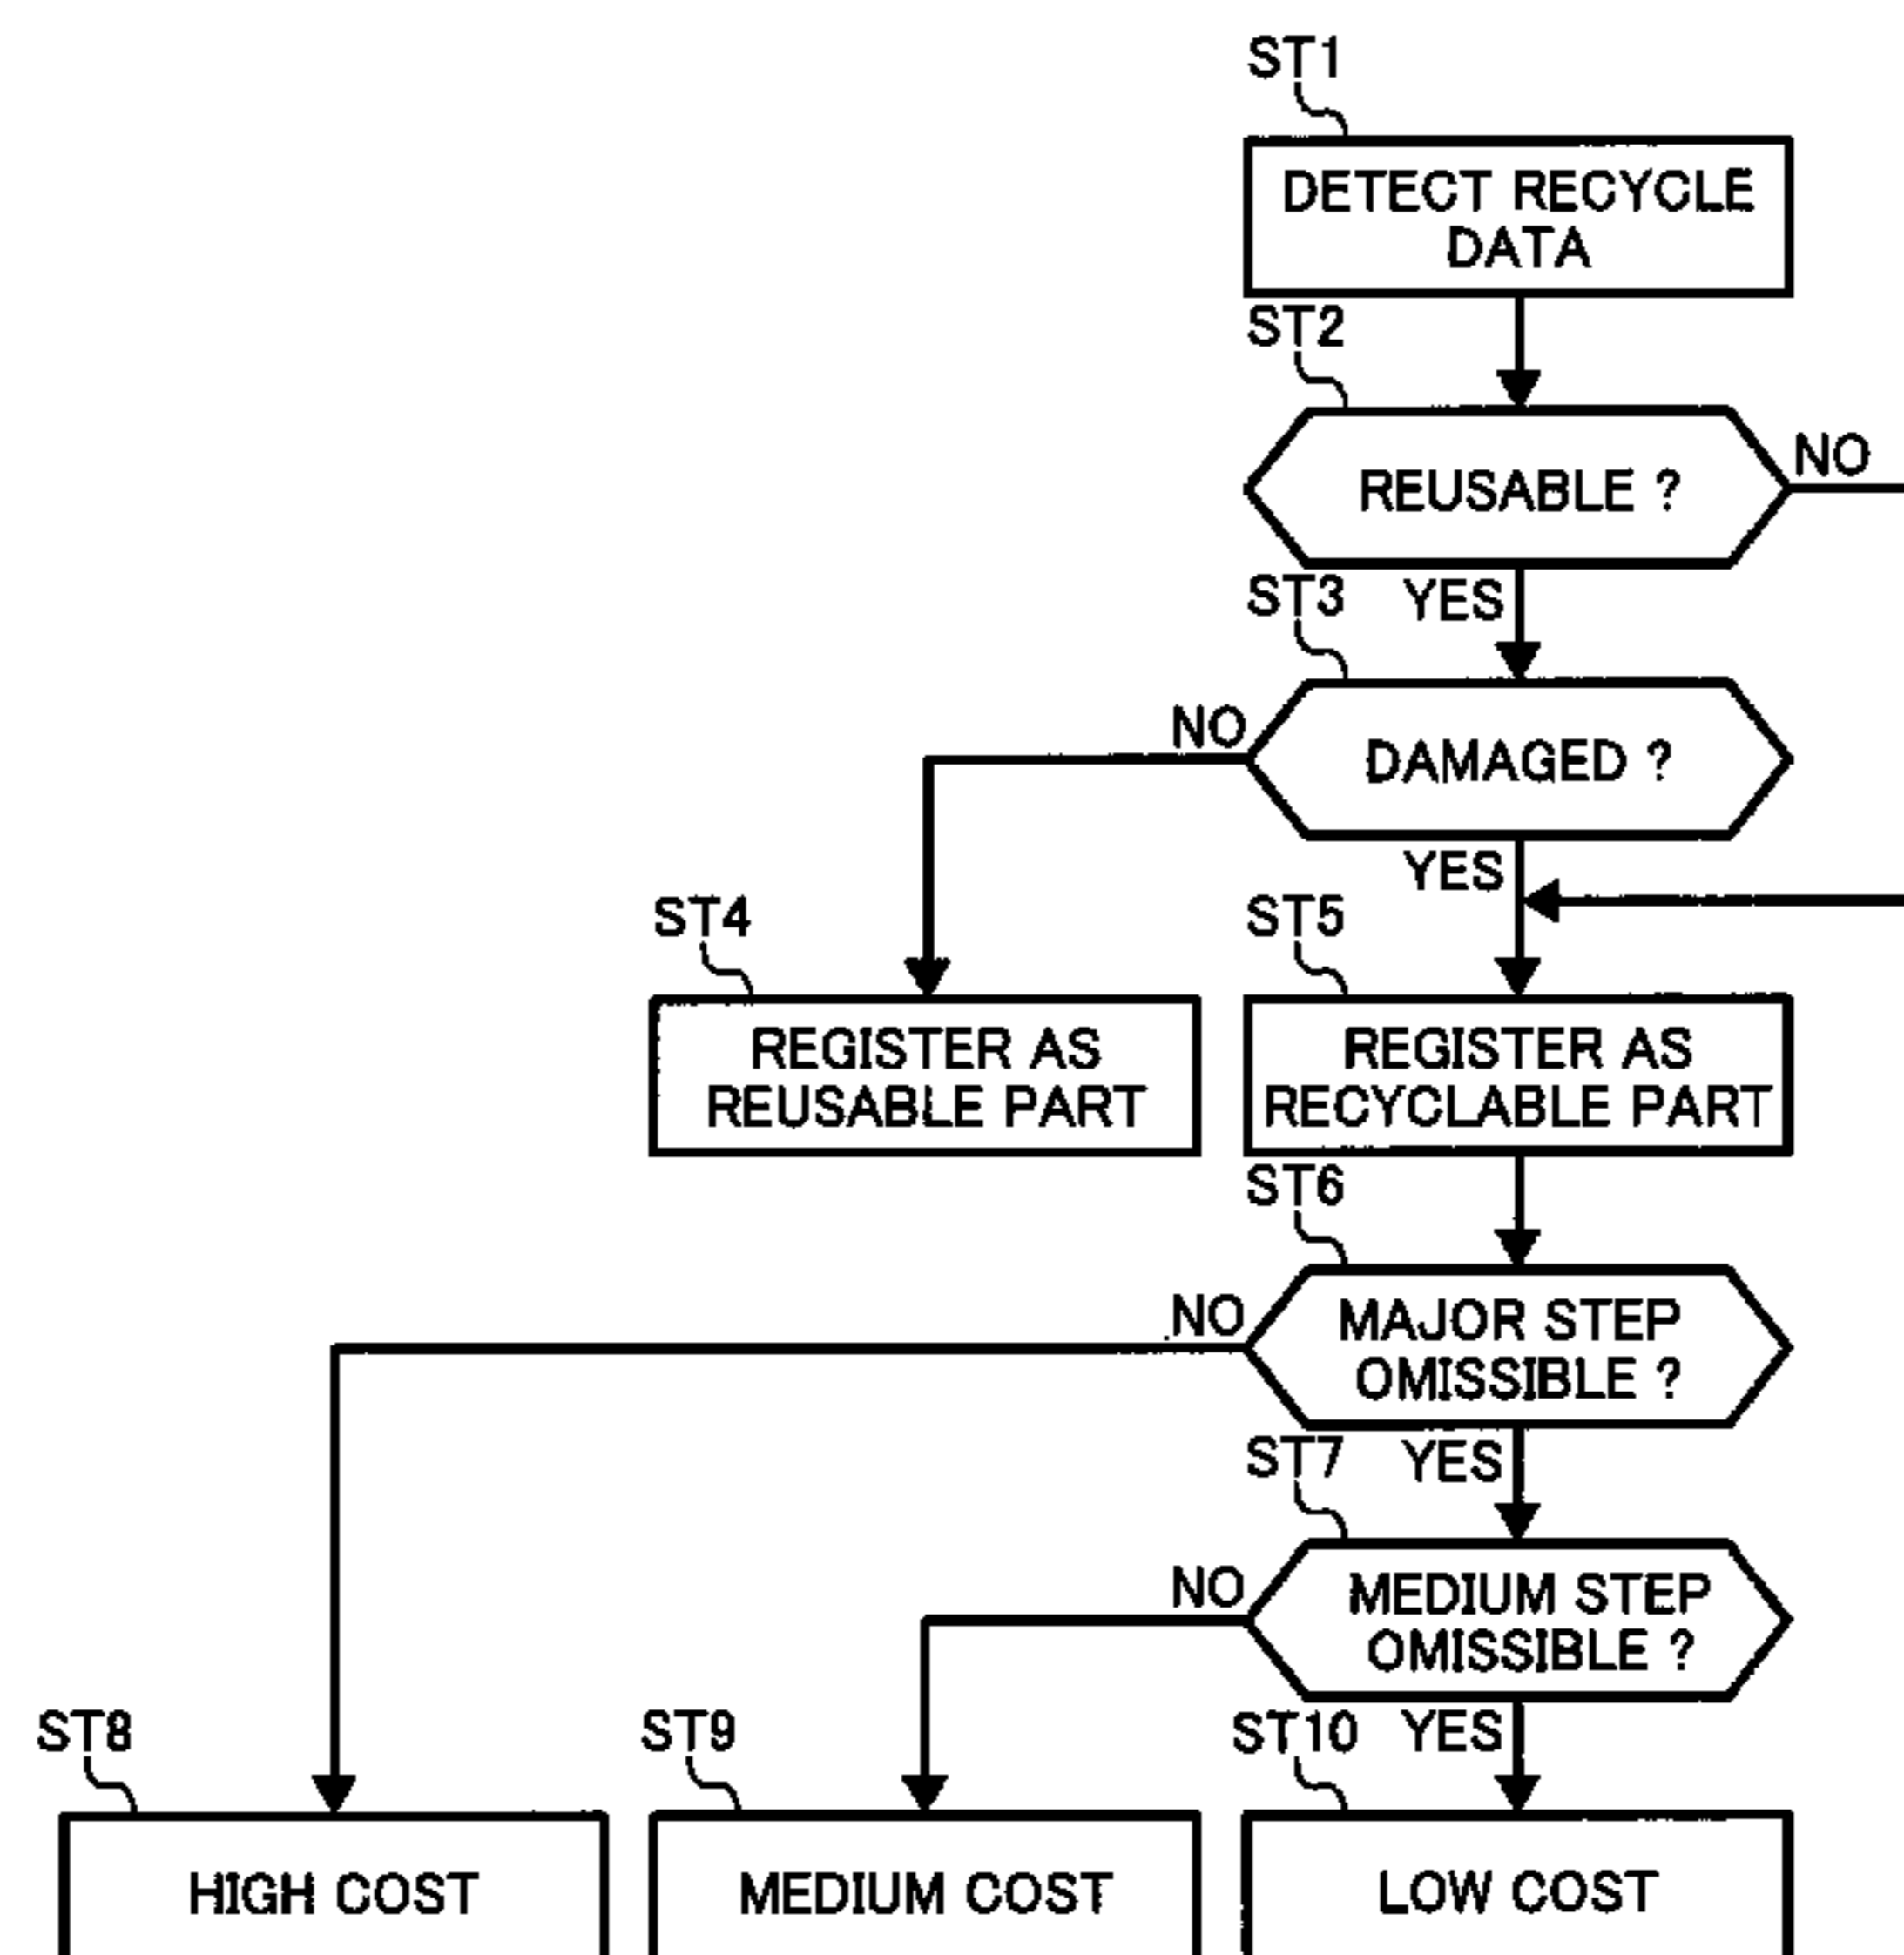 ST1
DETECT RECYCLE
DATA
ST2
REUSABLE ?
NO
YES
ST3
DAMAGED ?
NO
YES
ST4
REGISTER AS
REUSABLE PART
ST5
REGISTER AS
RECYCLABLE PART
ST6
MAJOR STEP
OMISSIBLE ?
NO
YES
ST7
MEDIUM STEP
OMISSIBLE ?
NO
YES
ST8
HIGH COST
ST9
MEDIUM COST
ST10
LOW COST